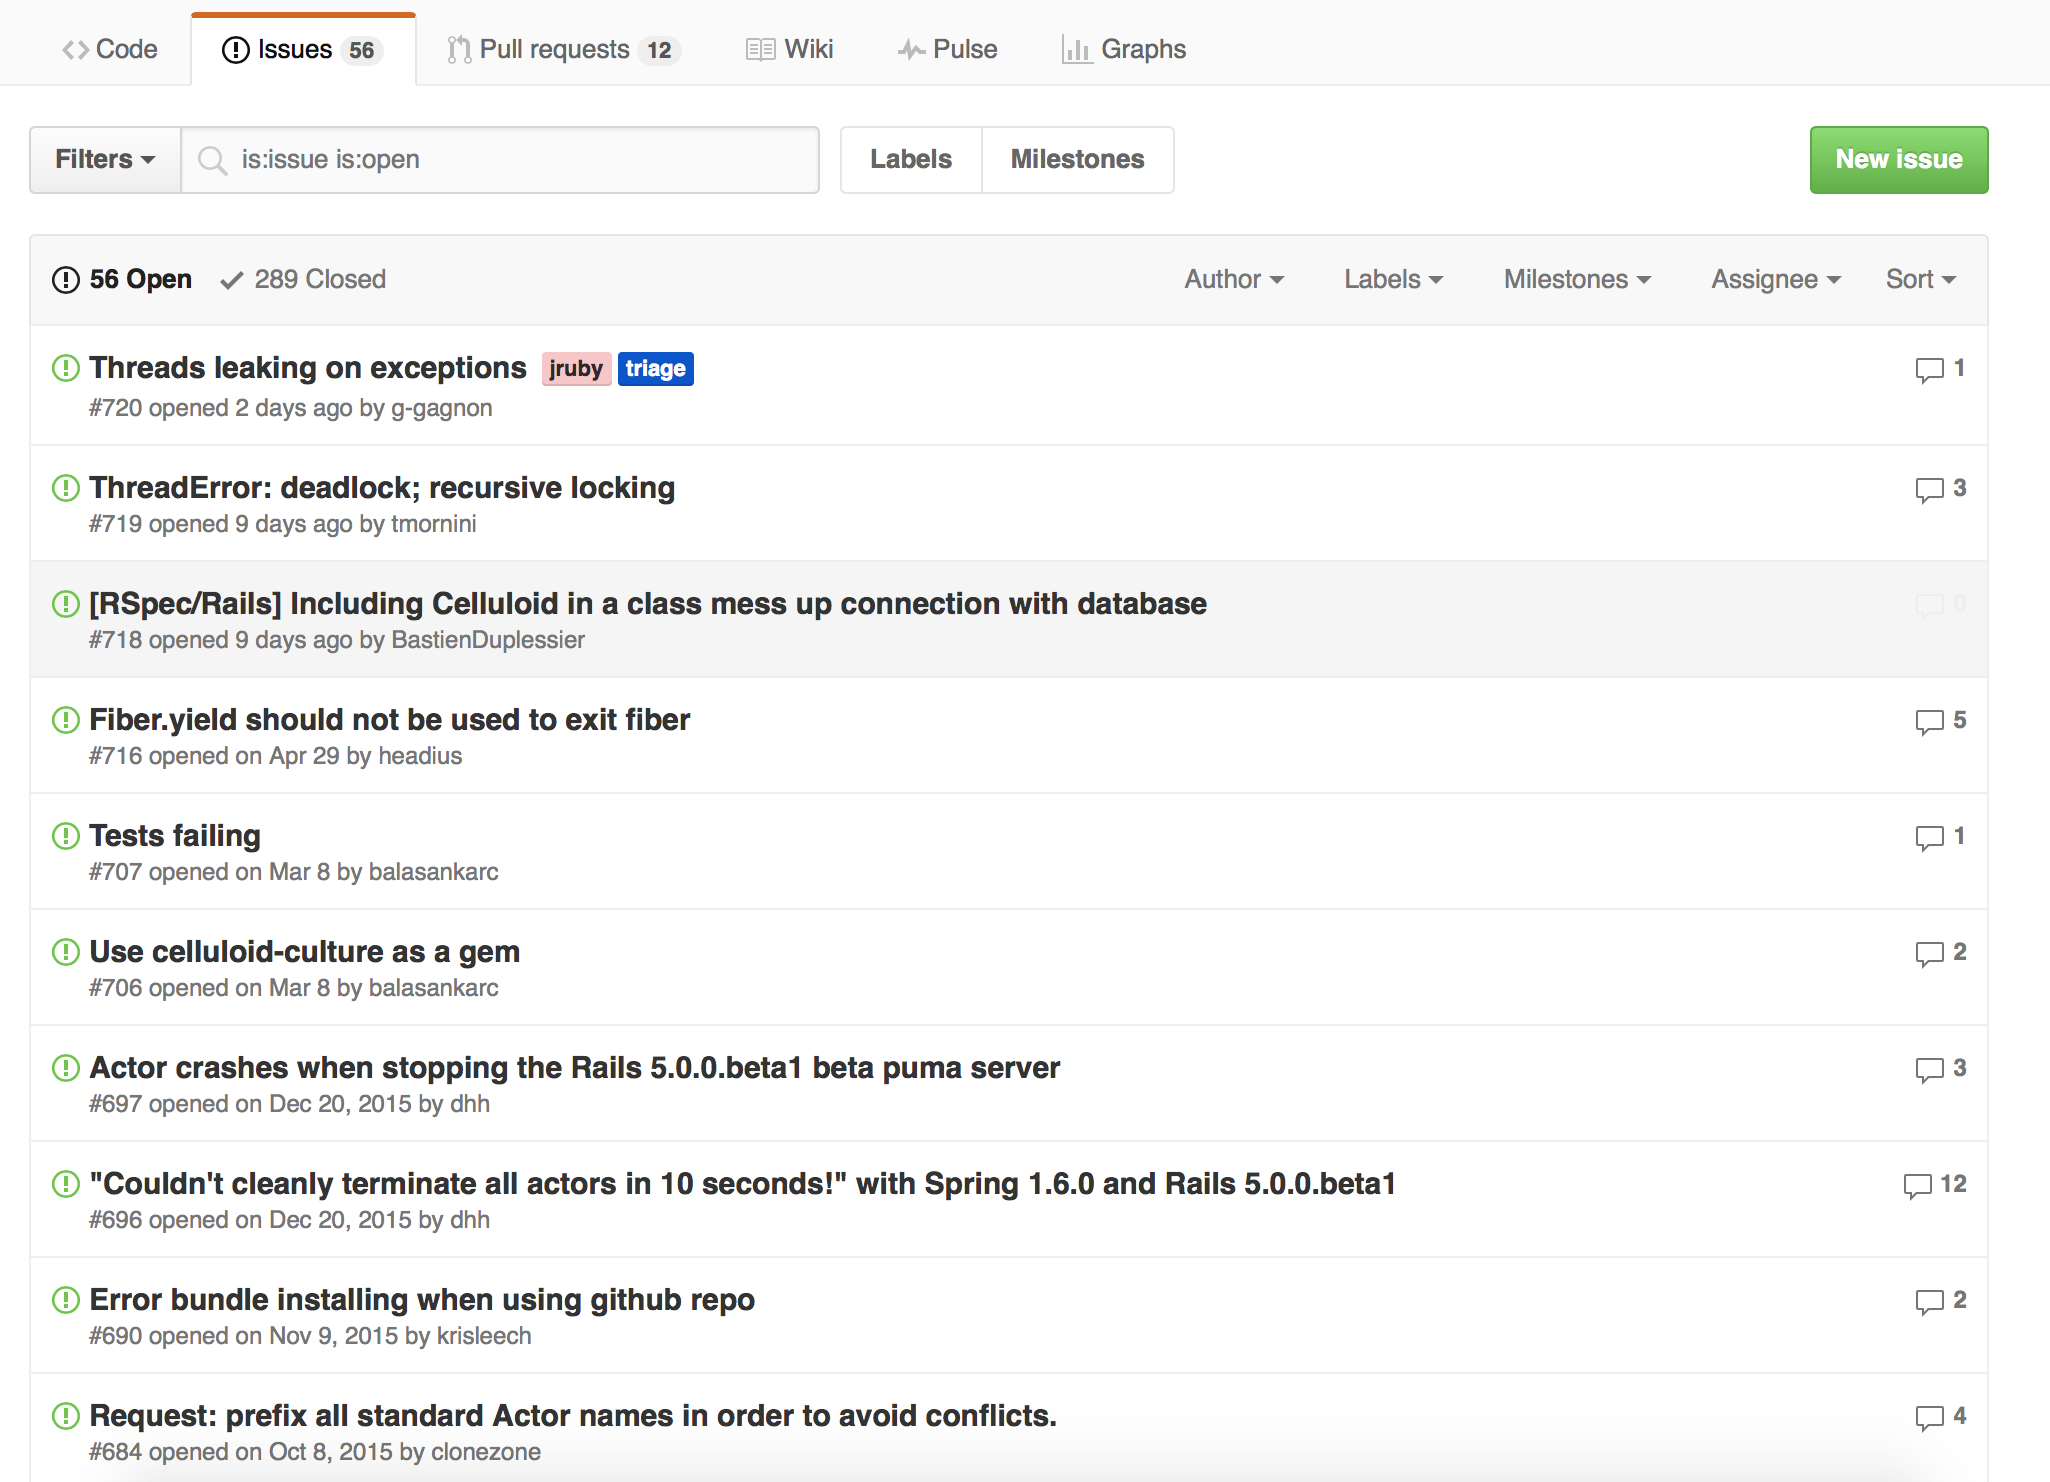 Code Issues 56 Pull requests 12 Wiki Pulse Graphs
Filters is:issue is:open Labels Milestones New issue
56 Open 289 Closed Author Labels Milestones Assignee Sort
Threads leaking on exceptions jruby triage 1
#720 opened 2 days ago by g-gagnon
ThreadError: deadlock; recursive locking 3
#719 opened 9 days ago by tmornini
[RSpec/Rails] Including Celluloid in a class mess up connection with database 0
#718 opened 9 days ago by BastienDuplessier
Fiber.yield should not be used to exit fiber 5
#716 opened on Apr 29 by headius
Tests failing 1
#707 opened on Mar 8 by balasankarc
Use celluloid-culture as a gem 2
#706 opened on Mar 8 by balasankarc
Actor crashes when stopping the Rails 5.0.0.beta1 beta puma server 3
#697 opened on Dec 20, 2015 by dhh
"Couldn't cleanly terminate all actors in 10 seconds!" with Spring 1.6.0 and Rails 5.0.0.beta1 12
#696 opened on Dec 20, 2015 by dhh
Error bundle installing when using github repo 2
#690 opened on Nov 9, 2015 by krisleech
Request: prefix all standard Actor names in order to avoid conflicts. 4
#684 opened on Oct 8, 2015 by clonezone